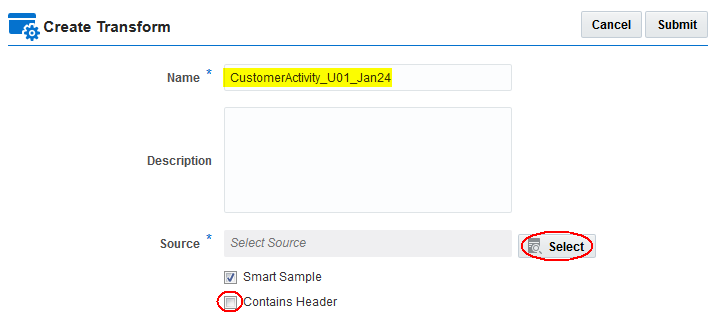 Create Transform
Cancel
Submit
Name *
CustomerActivity_U01_Jan24
Description
Source *
Select Source
Select
Smart Sample
Contains Header